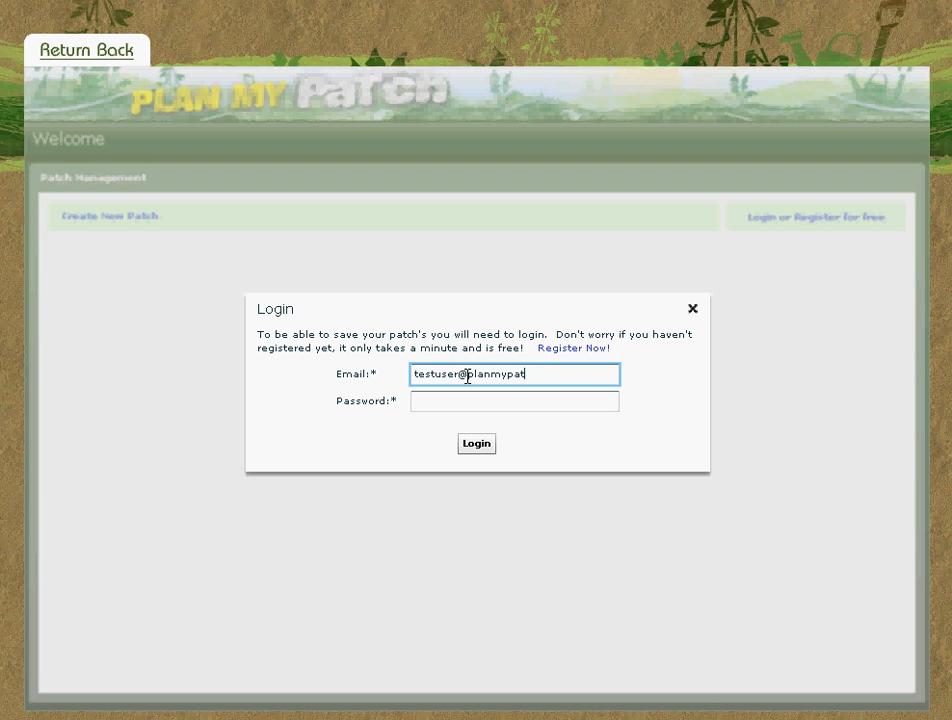 Return Back
PLAN MY PATCH
Welcome
Patch Management
Create New Patch
Login or Register for free
Login
To be able to save your patch's you will need to login. Don't worry if you haven't
registered yet, it only takes a minute and is free! Register Now!
Email:* testuser@planmypat
Password:*
Login